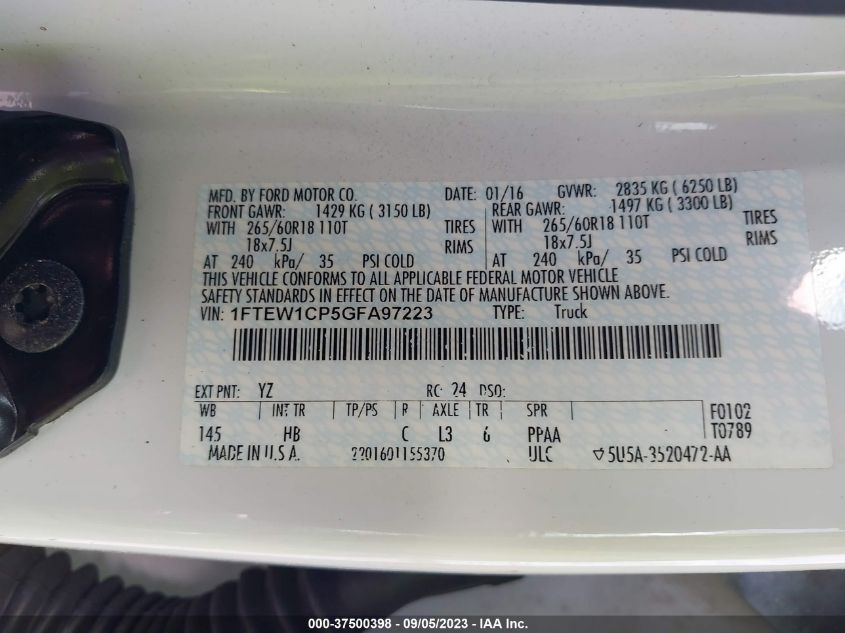 MFD. BY FORD MOTOR CO. DATE: 01/16 GVWR: 2835 KG ( 6250 LB)
FRONT GAWR: 1429 KG ( 3150 LB) REAR GAWR: 1497 KG ( 3300 LB)
WITH 265/60R18 110T TIRES WITH 265/60R18 110T TIRES
18x7.5J RIMS 18x7.5J RIMS
AT 240 kPa/ 35 PSI COLD AT 240 kPa/ 35 PSI COLD
THIS VEHICLE CONFORMS TO ALL APPLICABLE FEDERAL MOTOR VEHICLE
SAFETY STANDARDS IN EFFECT ON THE DATE OF MANUFACTURE SHOWN ABOVE.
VIN: 1FTEW1CP5GFA97223 TYPE: Truck
EXT PNT: YZ RC: 24 DSO:
WB INT TR TP/PS R AXLE TR SPR F0102
145 HB C L3 6 PPAA T0789
MADE IN U.S.A. ULC ▽5U5A-3520472-AA
000-37500398 - 09/05/2023 - IAA Inc.